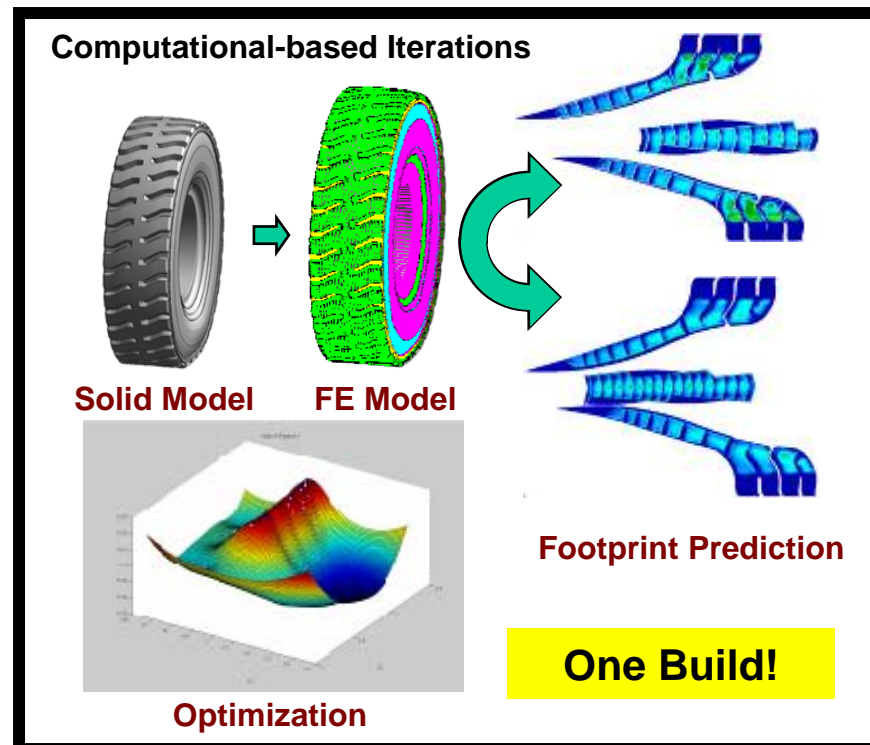 Computational-based Iterations
Solid Model
FE Model
Footprint Prediction
One Build!
Optimization